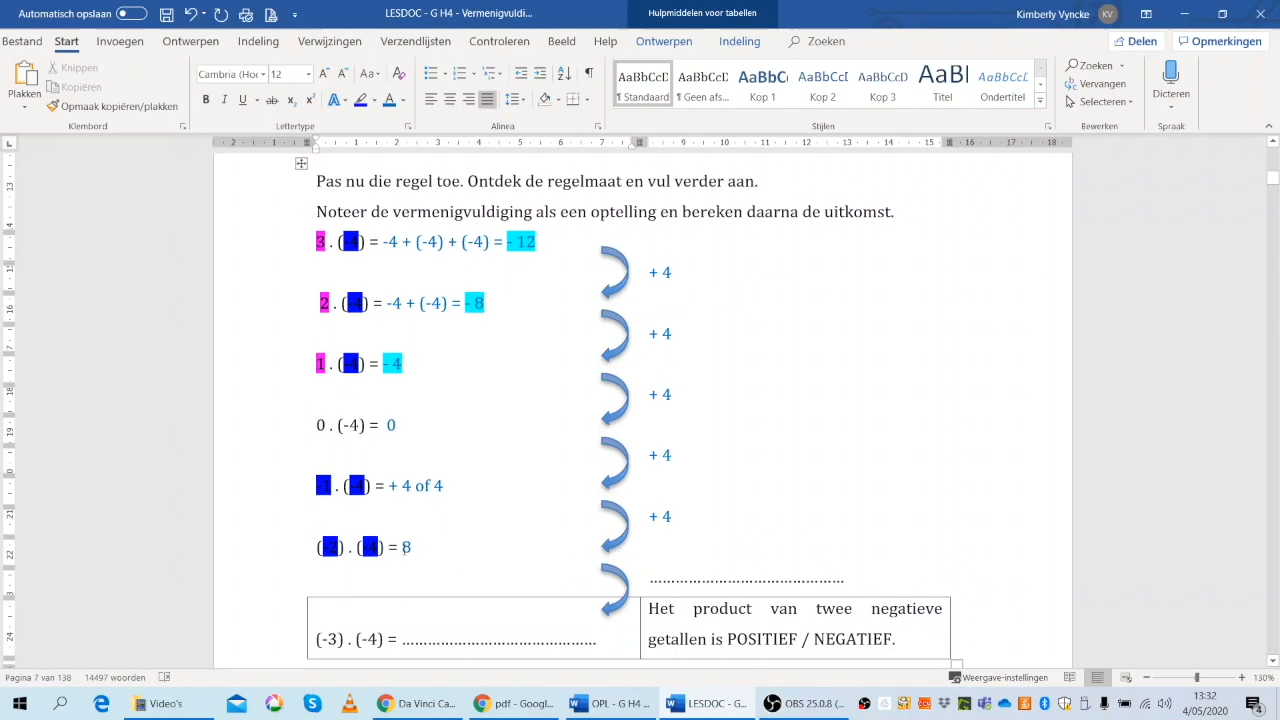 Automatisch opslaan
LESDOC - G H4 - Vermenigvuldi...
Hulpmiddelen voor tabellen
Kimberly Vyncke
KV
Bestand Start Invoegen Ontwerpen Indeling Verwijzingen Verzendlijsten Controleren Beeld Help Ontwerpen Indeling Zoeken
Delen Opmerkingen
Plakken
Knippen
Kopiëren
Opmaak kopiëren/plakken
Klembord
Cambria (Hoc 12
Lettertype
Alinea
AaBbCcL AaBbCcD AaBbC AaBbCcI AaBbCcD AaBl AaBbCcL
¶ Standaard ¶ Geen afs... Kop 1 Kop 2 Kop 3 Titel Ondertitel
Stijlen
Zoeken
Vervangen
Selecteren
Bewerken
Dicteren
Spraak
Pas nu die regel toe. Ontdek de regelmaat en vul verder aan.
Noteer de vermenigvuldiging als een optelling en bereken daarna de uitkomst.
3 . (-4) = -4 + (-4) + (-4) = - 12
+ 4
2 . (-4) = -4 + (-4) = - 8
+ 4
1 . (-4) = - 4
+ 4
0 . (-4) = 0
+ 4
-1 . (-4) = + 4 of 4
+ 4
(-2) . (-4) = 8
………………………………………
(-3) . (-4) = ………………………………………
Het product van twee negatieve
getallen is POSITIEF / NEGATIEF.
Pagina 7 van 138 14497 woorden
Weergave-instellingen
130%
Video's
Da Vinci Ca...
pdf - Googl...
OPL - G H4 ...
LESDOC - G...
OBS 25.0.8 (...
13:32
4/05/2020